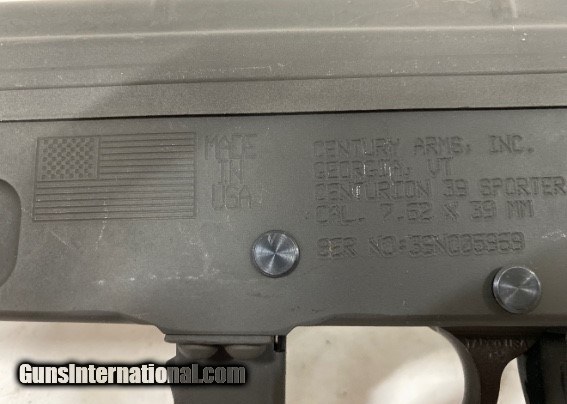 MADE
IN
USA
CENTURY ARMS, INC.
GEORGIA, VT
CENTURION 39 SPORTER
CAL. 7.62 X 39 MM
SER NO:39NC05969
GunsInternational.com